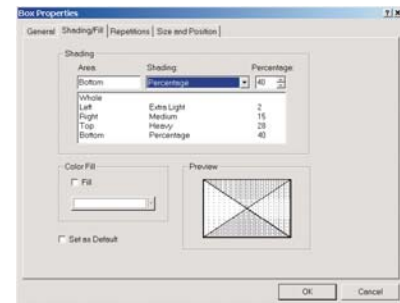 Box Properties
General Shading/Fill Repetitions Size and Position
Shading
Area: Shading: Percentage:
Bottom Percentage 40
Whole
Left Extra Light 2
Right Medium 15
Top Heavy 28
Bottom Percentage 40
Color Fill
Fill
Preview
Set as Default
OK Cancel